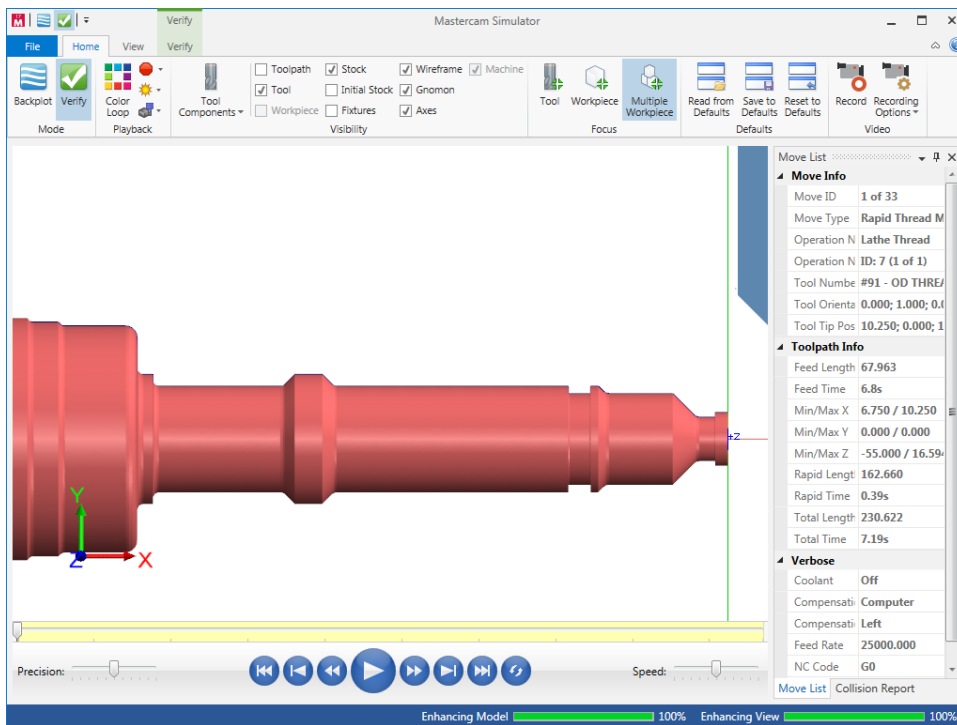 Verify
Mastercam Simulator
File Home View Verify
Backplot Verify
Mode
Color Loop
Playback
Tool Components
Toolpath Stock Wireframe Machine
Tool Initial Stock Gnomon
Workpiece Fixtures Axes
Visibility
Tool Workpiece Multiple Workpiece
Focus
Read from Defaults Save to Defaults Reset to Defaults
Defaults
Record Recording Options
Video
Move List
Move Info
Move ID 1 of 33
Move Type Rapid Thread M
Operation N Lathe Thread
Operation N ID: 7 (1 of 1)
Tool Numbe #91 - OD THREA
Tool Orienta 0.000; 1.000; 0.0
Tool Tip Pos 10.250; 0.000; 1
Toolpath Info
Feed Length 67.963
Feed Time 6.8s
Min/Max X 6.750 / 10.250
Min/Max Y 0.000 / 0.000
Min/Max Z -55.000 / 16.594
Rapid Lengt 162.660
Rapid Time 0.39s
Total Length 230.622
Total Time 7.19s
Verbose
Coolant Off
Compensati Computer
Compensati Left
Feed Rate 25000.000
NC Code G0
Move List Collision Report
+Z
Y
Z X
Precision:
Speed:
Enhancing Model 100% Enhancing View 100%